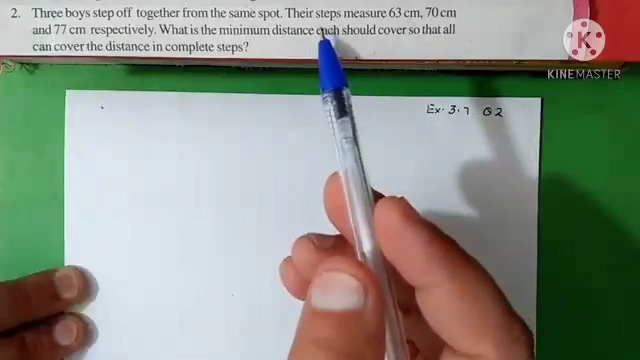 2. Three boys step off together from the same spot. Their steps measure 63 cm, 70 cm
and 77 cm respectively. What is the minimum distance each should cover so that all
can cover the distance in complete steps?
KINEMASTER
Ex. 3.7 Q2